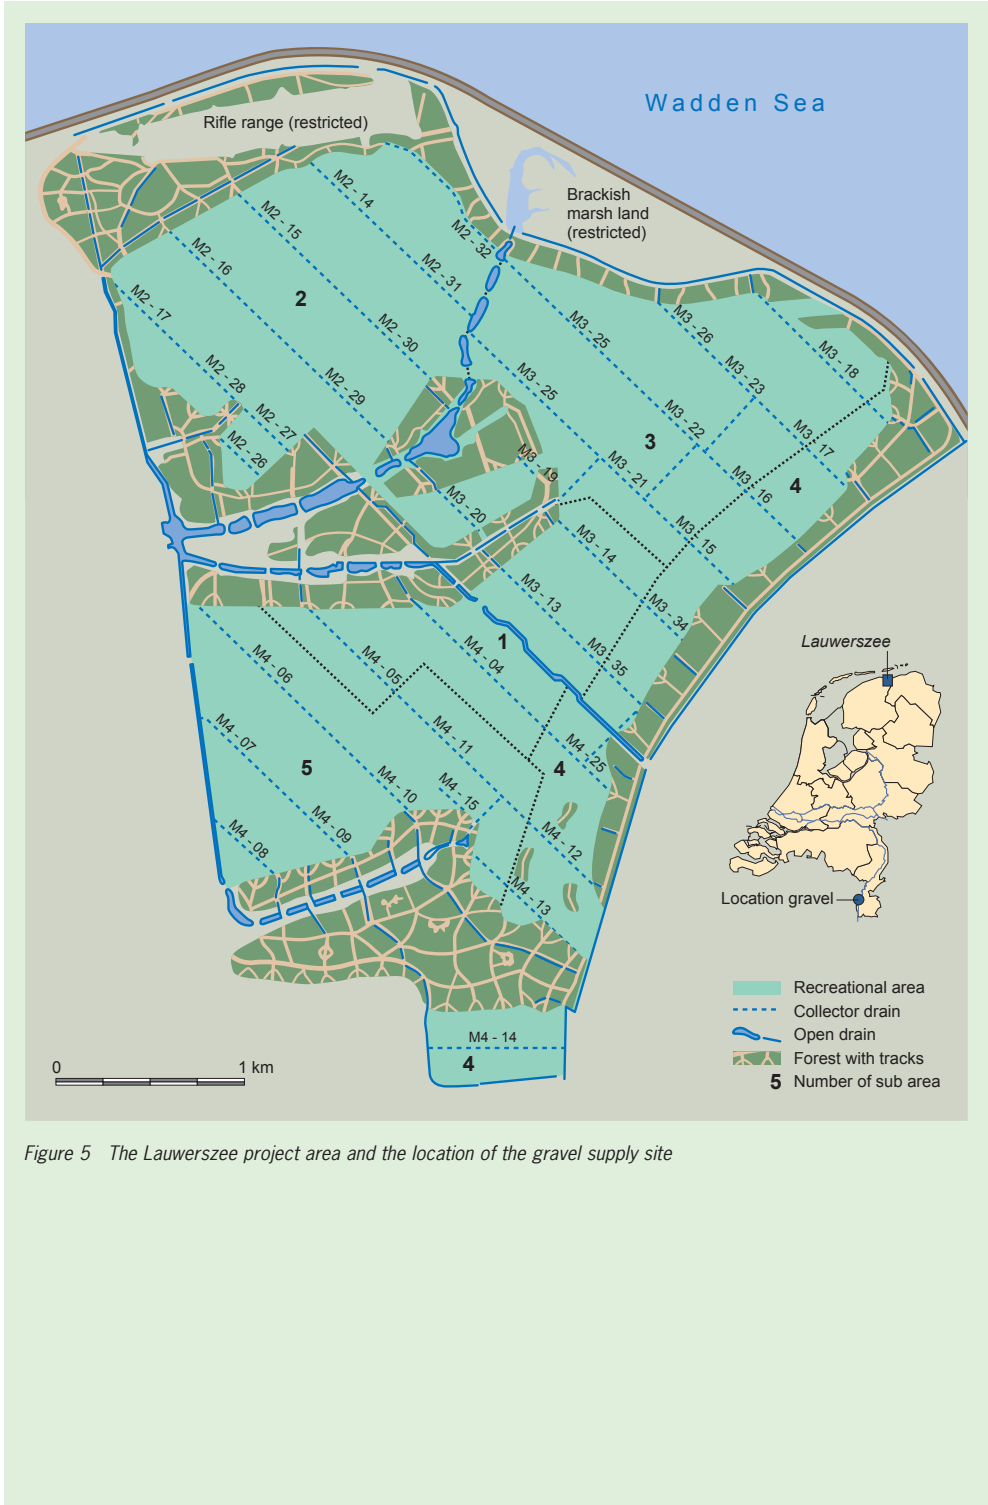 Wadden Sea
Rifle range (restricted)
Brackish
marsh land
(restricted)
M2 - 14
M2 - 15
M2 - 32
M2 - 16
M2 - 31
M2 - 17
2
M2 - 30
M3 - 25
M3 - 26
M3 - 18
M2 - 28
M2 - 29
M3 - 25
M3 - 23
M2 - 27
M2 - 26
M3 - 22
3
M3 - 17
M3 - 19
M3 - 21
M3 - 16
4
M3 - 20
M3 - 14
M3 - 15
M3 - 13
M3 - 34
1
M4 - 06
M4 - 05
M4 - 04
M3 - 35
Lauwerszee
M4 - 07
M4 - 11
M4 - 25
5
M4 - 10
M4 - 15
4
M4 - 08
M4 - 09
M4 - 12
M4 - 13
Location gravel
M4 - 14
4
0 1 km
Recreational area
Collector drain
Open drain
Forest with tracks
5 Number of sub area
Figure 5 The Lauwerszee project area and the location of the gravel supply site